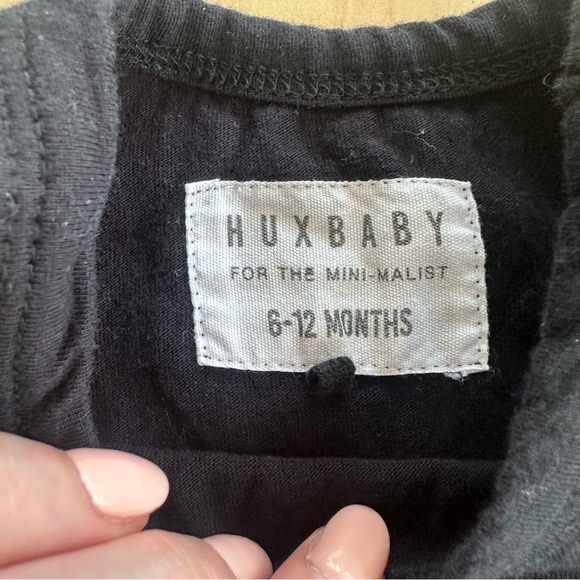 HUXBABY
FOR THE MINI-MALIST
6-12 MONTHS